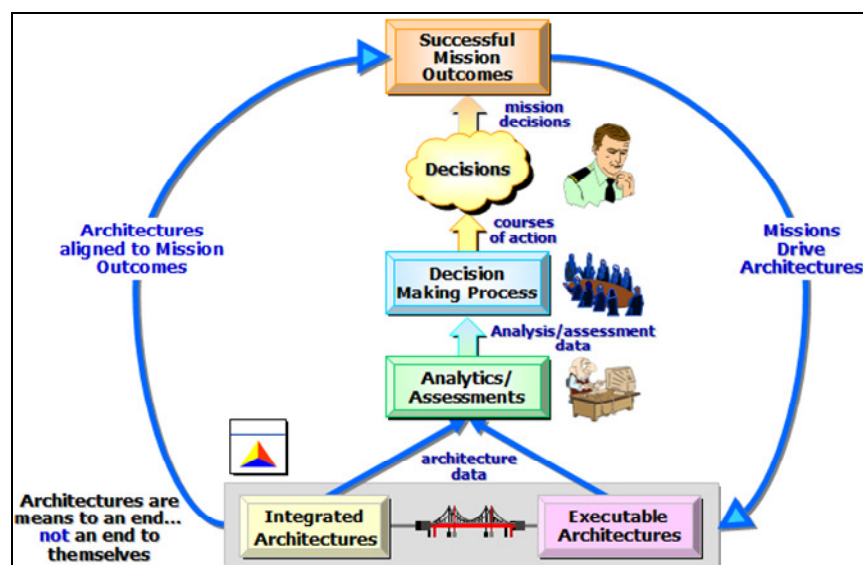 Successful
Mission
Outcomes
mission
decisions
Decisions
courses
of action
Architectures
aligned to Mission
Outcomes
Missions
Drive
Architectures
Decision
Making Process
Analysis/assessment
data
Analytics/
Assessments
architecture
data
Architectures are
means to an end...
not an end to
themselves
Integrated
Architectures
Executable
Architectures